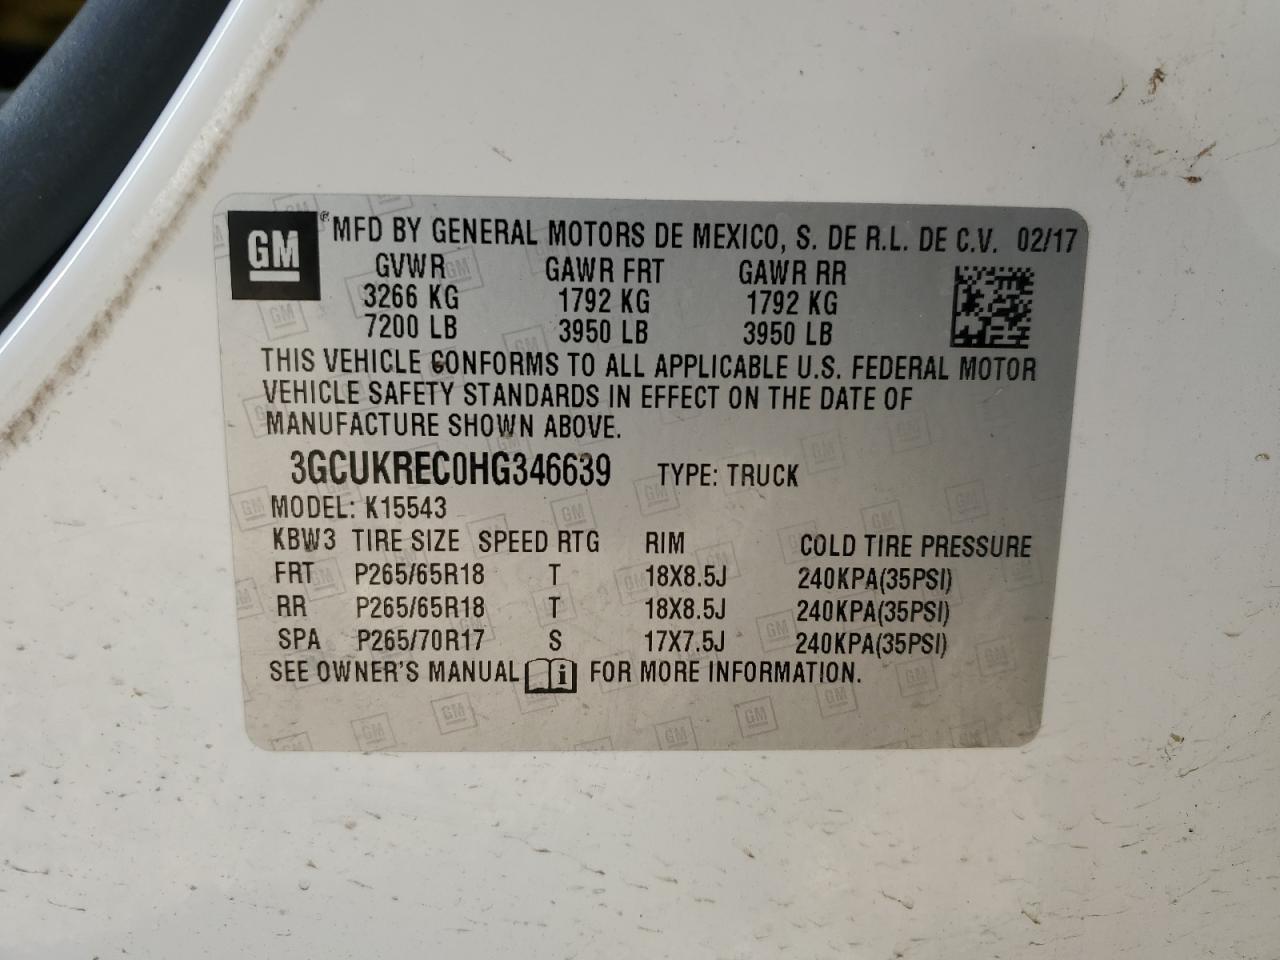 GM ® MFD BY GENERAL MOTORS DE MEXICO, S. DE R.L. DE C.V. 02/17
GVWR GAWR FRT GAWR RR
3266 KG 1792 KG 1792 KG
7200 LB 3950 LB 3950 LB
THIS VEHICLE CONFORMS TO ALL APPLICABLE U.S. FEDERAL MOTOR
VEHICLE SAFETY STANDARDS IN EFFECT ON THE DATE OF
MANUFACTURE SHOWN ABOVE.
3GCUKREC0HG346639 TYPE: TRUCK
MODEL: K15543
KBW3 TIRE SIZE SPEED RTG RIM COLD TIRE PRESSURE
FRT P265/65R18 T 18X8.5J 240KPA(35PSI)
RR P265/65R18 T 18X8.5J 240KPA(35PSI)
SPA P265/70R17 S 17X7.5J 240KPA(35PSI)
SEE OWNER'S MANUAL i FOR MORE INFORMATION.